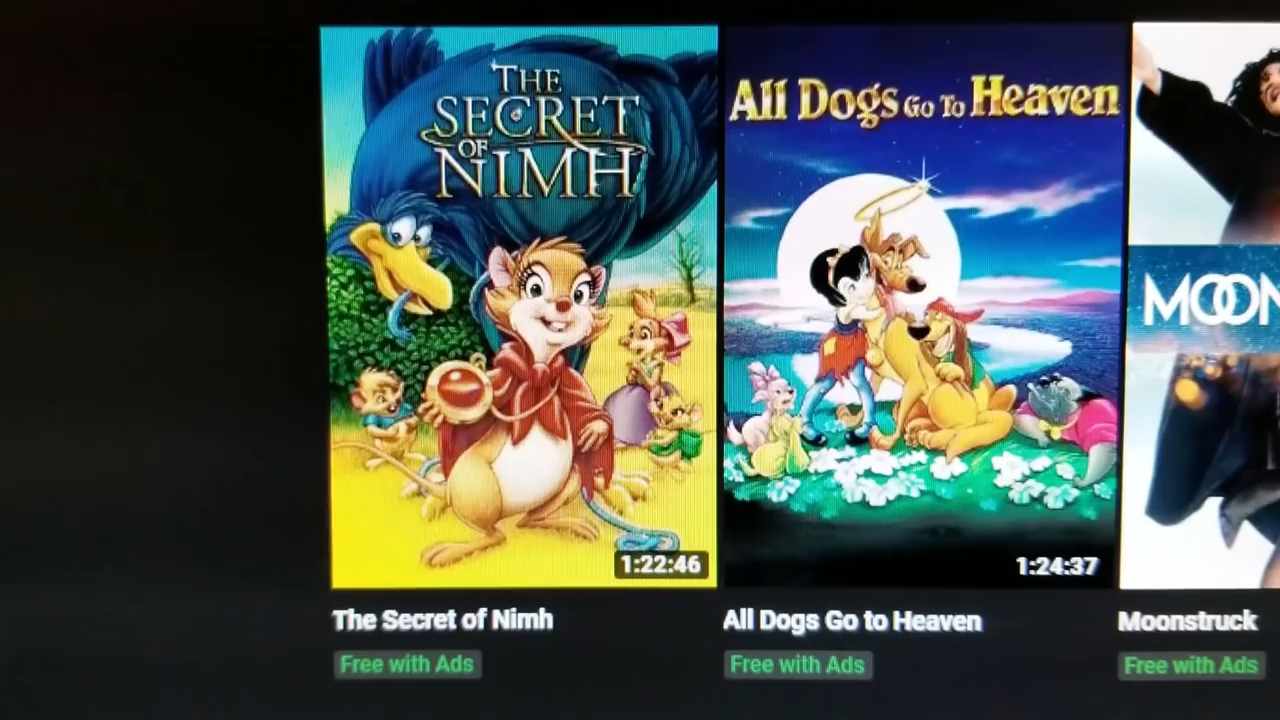 THE
SECRET
OF
NIMH
All Dogs Go To Heaven
MOON
1:22:46
1:24:37
The Secret of Nimh
All Dogs Go to Heaven
Moonstruck
Free with Ads
Free with Ads
Free with Ads